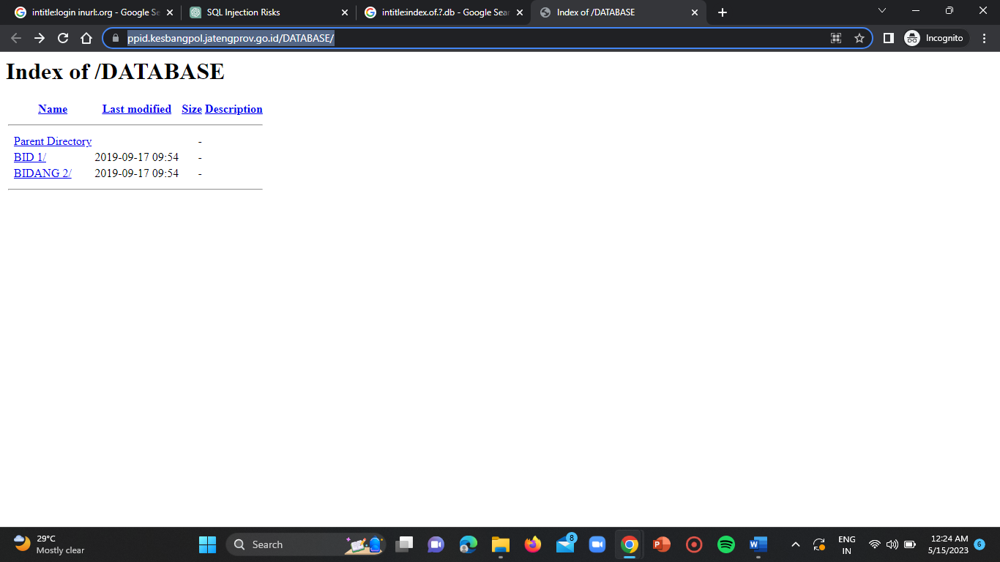 intitle:login inurl:.org - Google Se
SQL Injection Risks
intitle:index.of.?.db - Google Sear
Index of /DATABASE
ppid.kesbangpol.jatengprov.go.id/DATABASE/
Incognito
Index of /DATABASE
Name Last modified Size Description
Parent Directory -
BID 1/ 2019-09-17 09:54 -
BIDANG 2/ 2019-09-17 09:54 -
29°C
Mostly clear
Search
8
ENG
IN
12:24 AM
5/15/2023
6